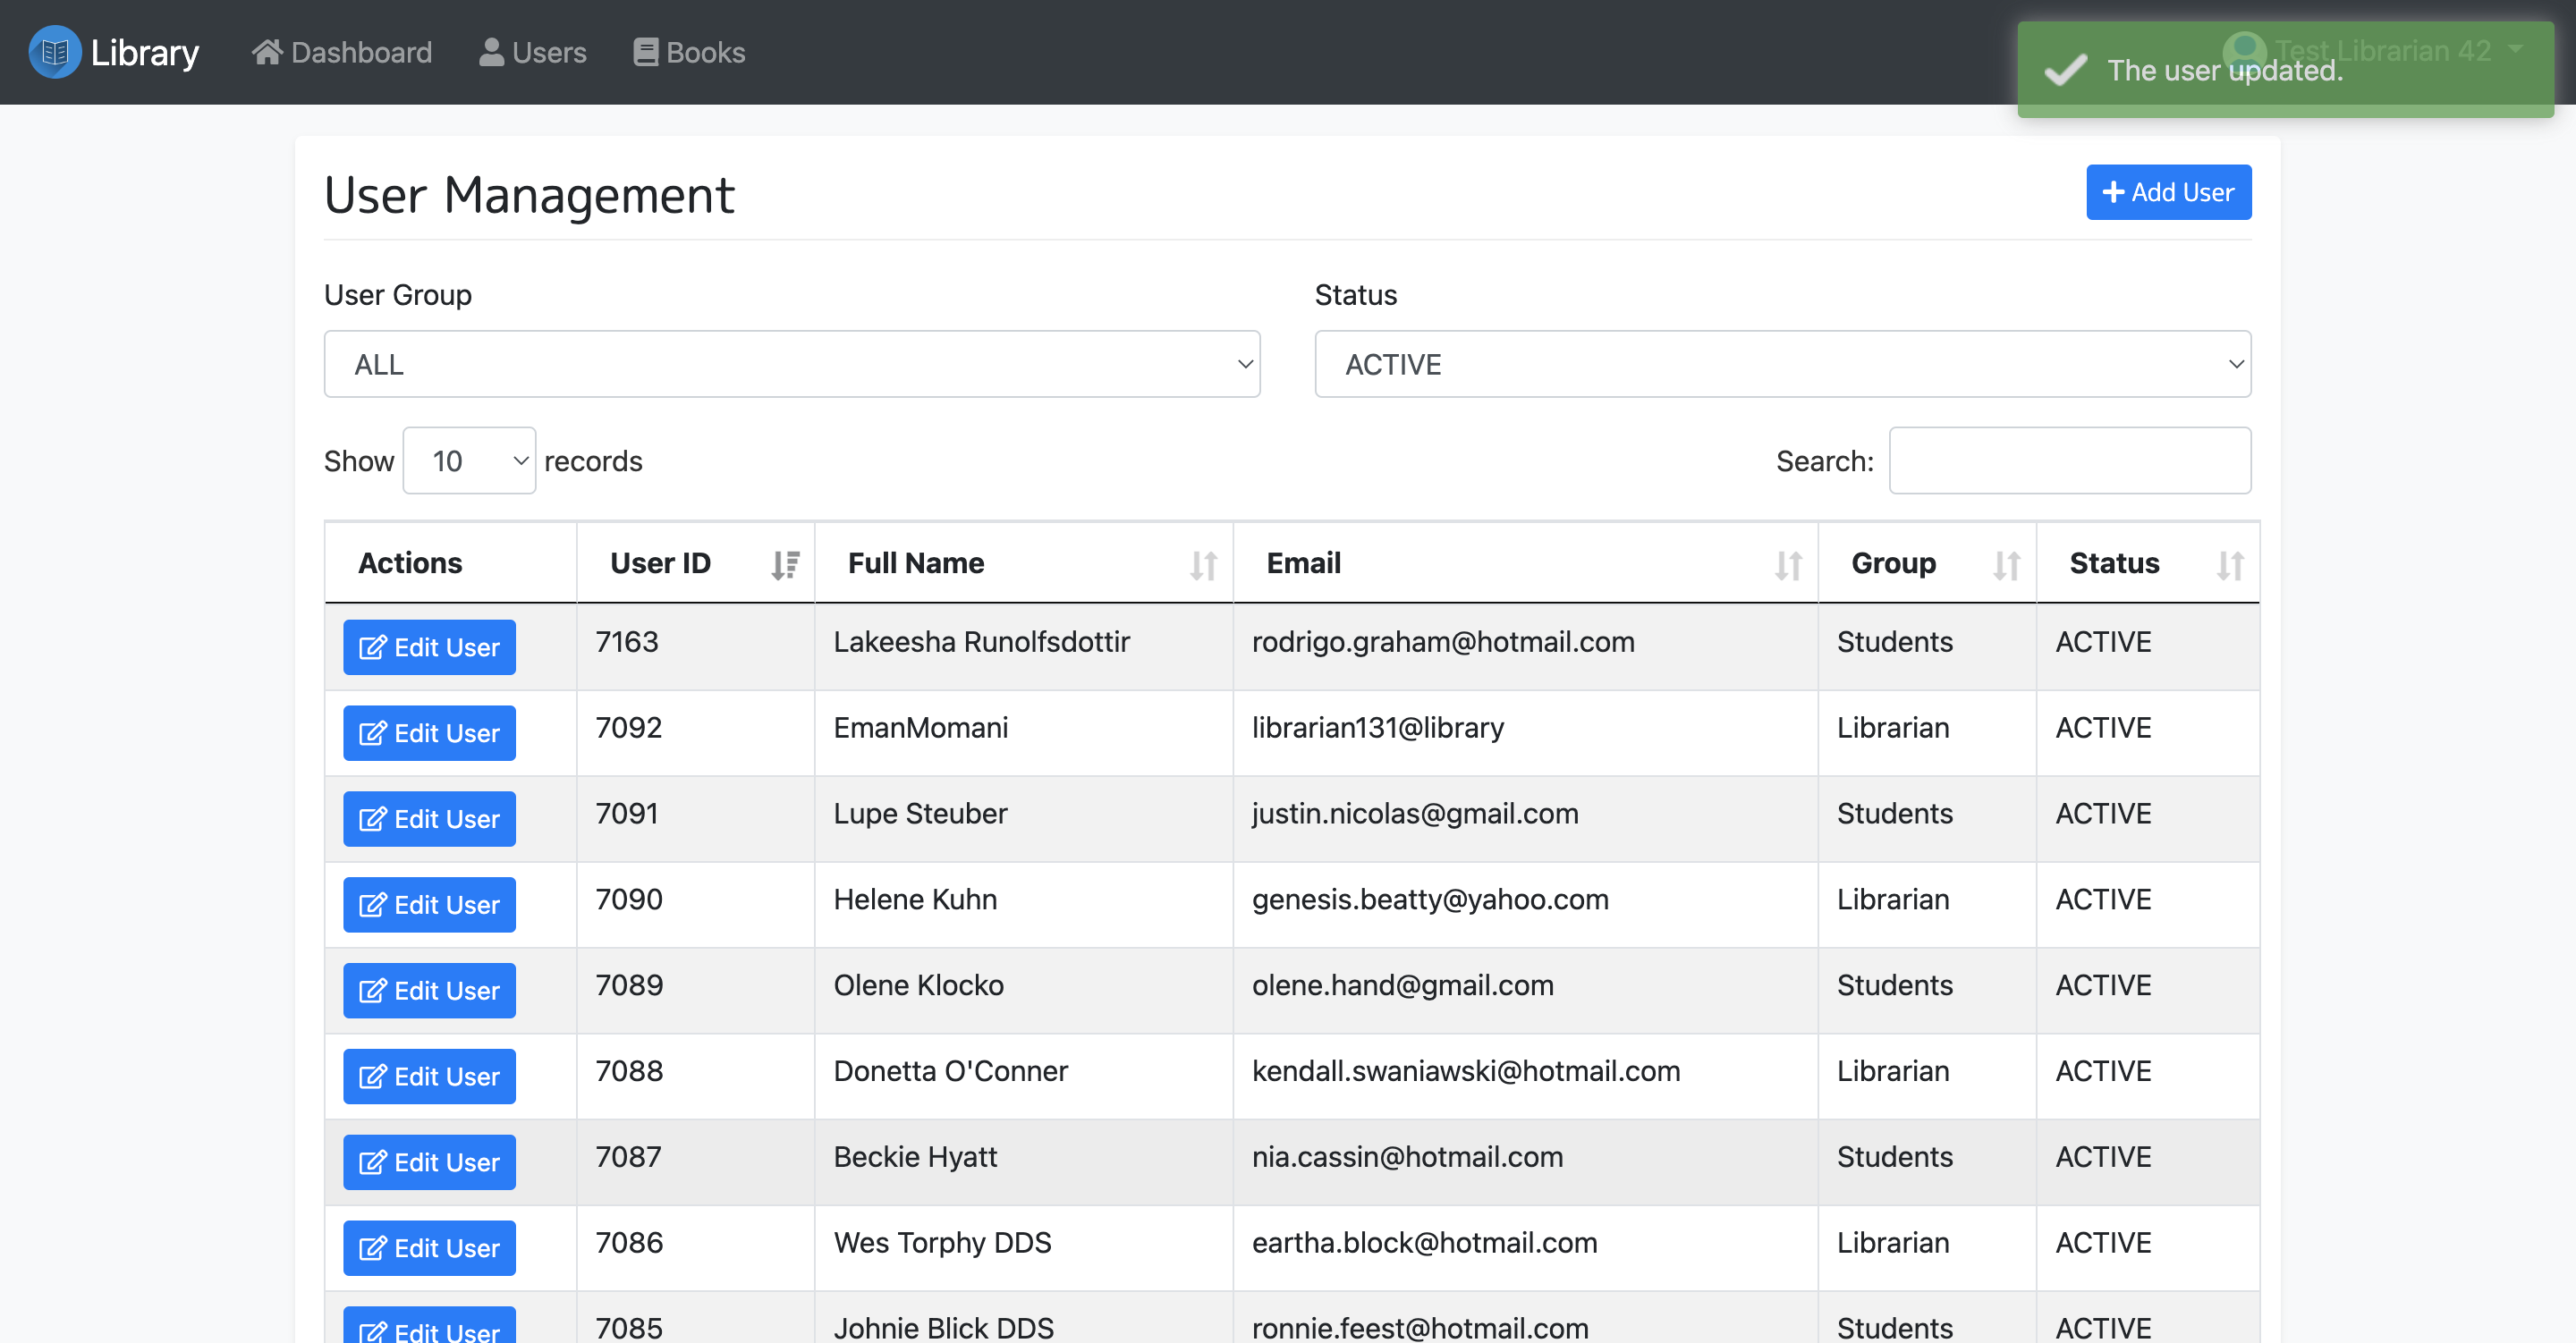 Library Dashboard Users Books Test Librarian 42
The user updated.
User Management
+ Add User
User Group Status
ALL ACTIVE
Show 10 records Search:
Actions User ID Full Name Email Group Status
Edit User 7163 Lakeesha Runolfsdottir rodrigo.graham@hotmail.com Students ACTIVE
Edit User 7092 EmanMomani librarian131@library Librarian ACTIVE
Edit User 7091 Lupe Steuber justin.nicolas@gmail.com Students ACTIVE
Edit User 7090 Helene Kuhn genesis.beatty@yahoo.com Librarian ACTIVE
Edit User 7089 Olene Klocko olene.hand@gmail.com Students ACTIVE
Edit User 7088 Donetta O'Conner kendall.swaniawski@hotmail.com Librarian ACTIVE
Edit User 7087 Beckie Hyatt nia.cassin@hotmail.com Students ACTIVE
Edit User 7086 Wes Torphy DDS eartha.block@hotmail.com Librarian ACTIVE
Edit User 7085 Johnie Blick DDS ronnie.feest@hotmail.com Students ACTIVE